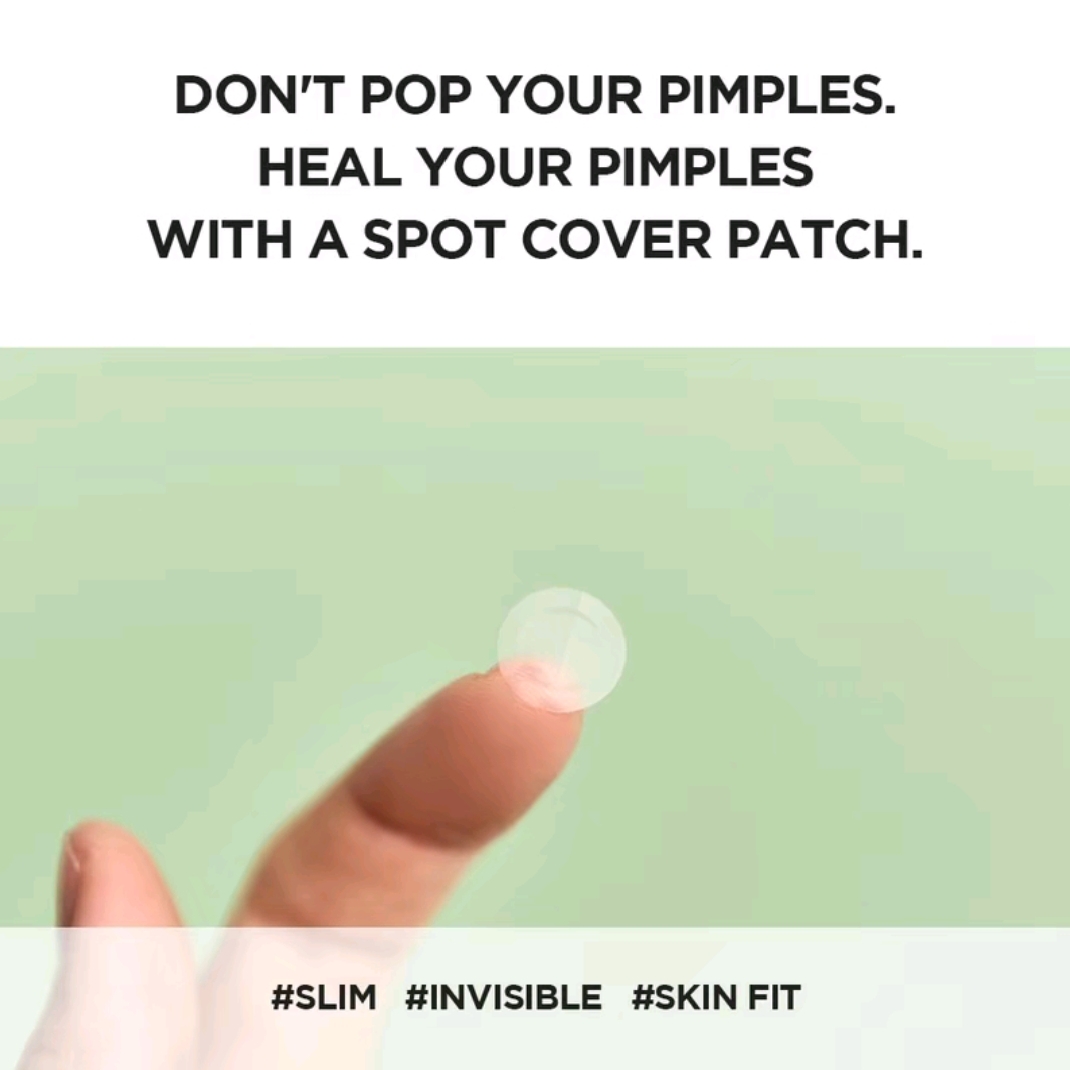 DON'T POP YOUR PIMPLES.
HEAL YOUR PIMPLES
WITH A SPOT COVER PATCH.
#SLIM #INVISIBLE #SKIN FIT